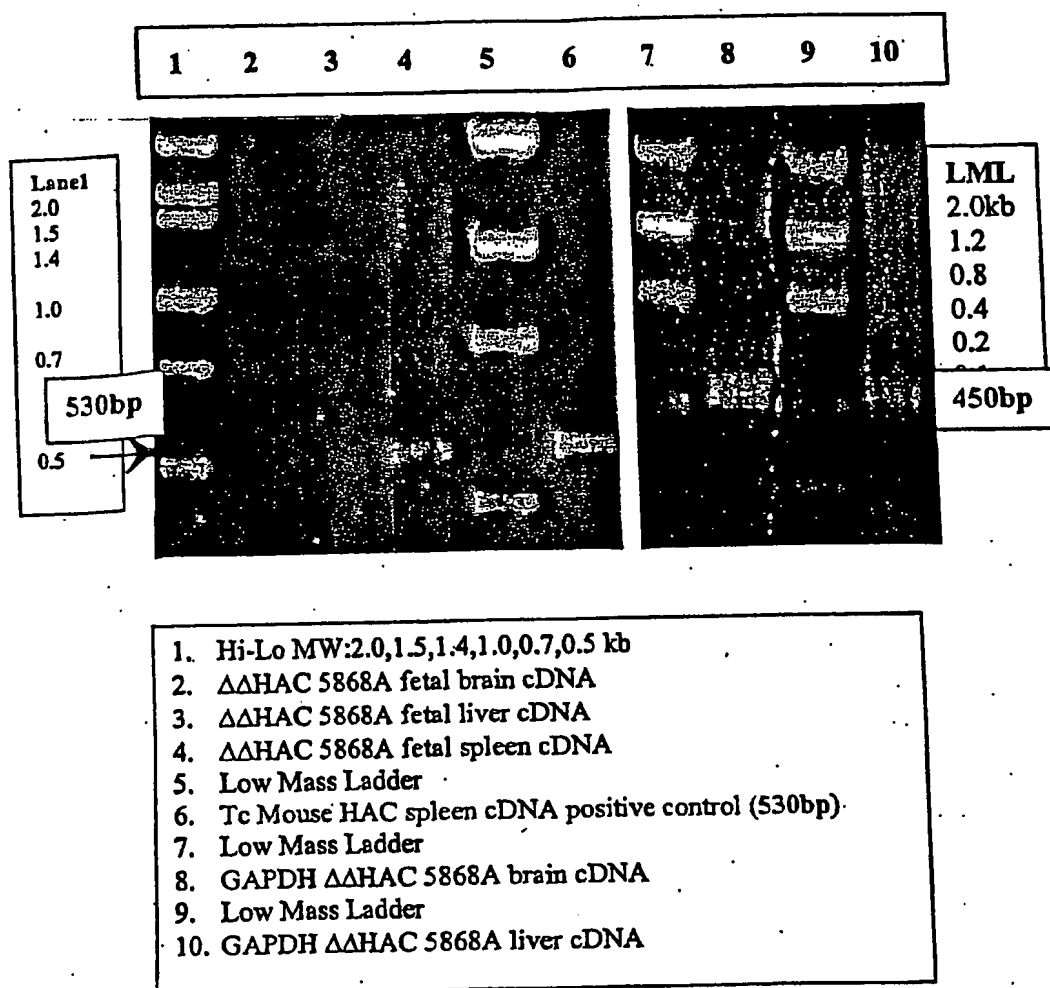 1 2 3 4 5 6 7 8 9 10
Lane1
2.0
1.5
1.4
1.0
0.7
530bp
0.5
LML
2.0kb
1.2
0.8
0.4
0.2
450bp
1. Hi-Lo MW:2.0,1.5,1.4,1.0,0.7,0.5 kb
2. ΔΔHAC 5868A fetal brain cDNA
3. ΔΔHAC 5868A fetal liver cDNA
4. ΔΔHAC 5868A fetal spleen cDNA
5. Low Mass Ladder
6. Tc Mouse HAC spleen cDNA positive control (530bp)
7. Low Mass Ladder
8. GAPDH ΔΔHAC 5868A brain cDNA
9. Low Mass Ladder
10. GAPDH ΔΔHAC 5868A liver cDNA